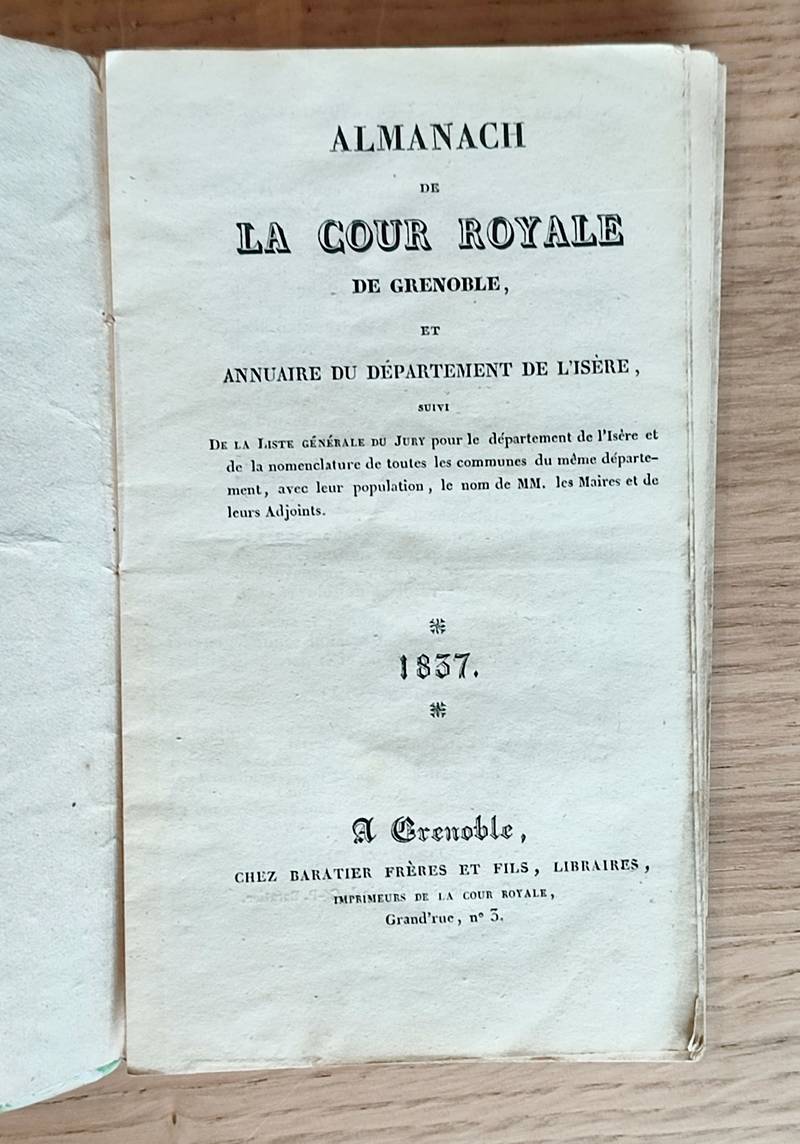 ALMANACH
DE
LA COUR ROYALE
DE GRENOBLE,
ET
ANNUAIRE DU DÉPARTEMENT DE L'ISÈRE,
SUIVI
DE LA LISTE GÉNÉRALE DU JURY pour le département de l'Isère et
de la nomenclature de toutes les communes du même départe-
ment, avec leur population, le nom de MM. les Maires et de
leurs Adjoints.
1837.
A Grenoble,
CHEZ BARATIER FRÈRES ET FILS, LIBRAIRES,
IMPRIMEURS DE LA COUR ROYALE,
Grand'rue, nº 3.